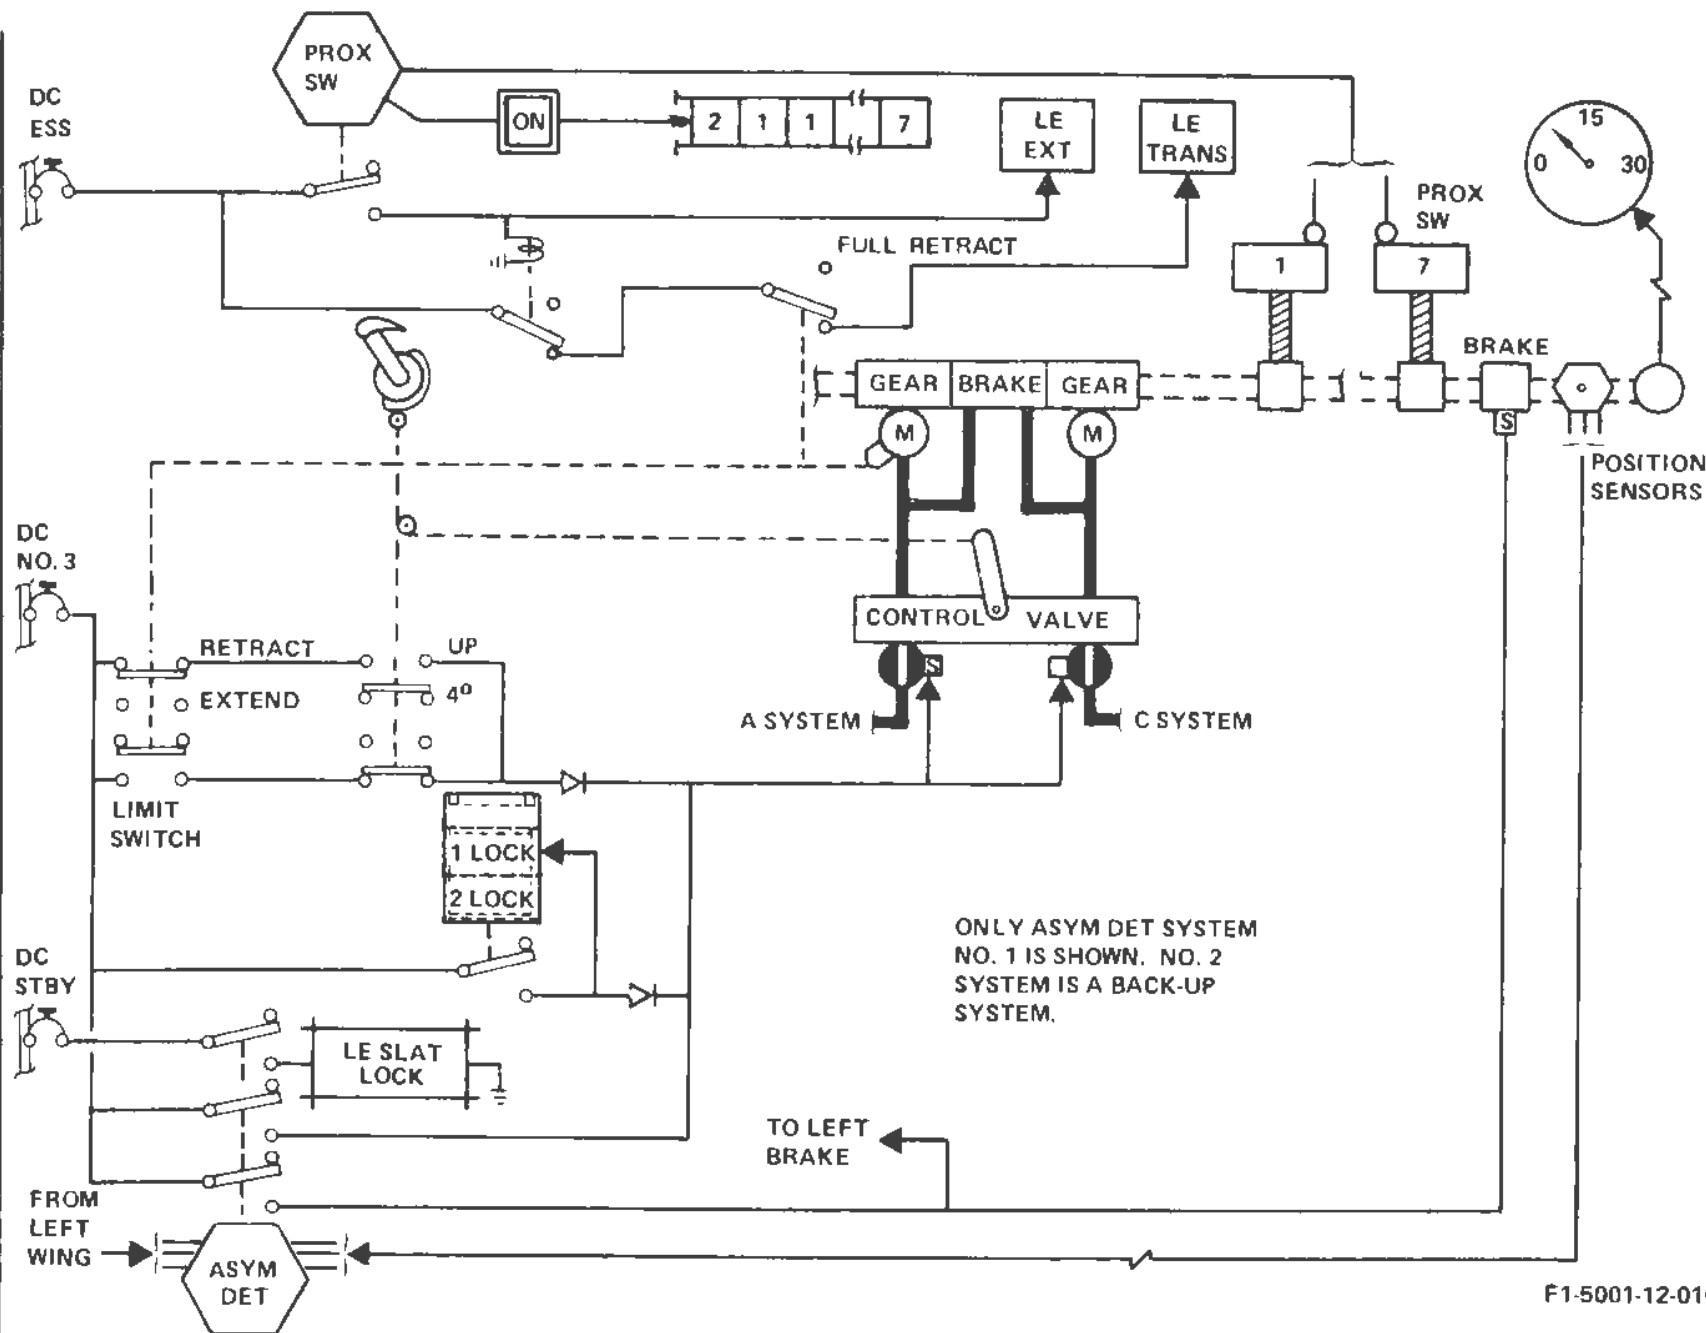 PROX
SW
DC
ESS
ON
2 1 1 7
LE
EXT
LE
TRANS
15
0 30
PROX
SW
FULL RETRACT
1
7
BRAKE
GEAR BRAKE GEAR
M
M
S
POSITION
SENSORS
DC
NO. 3
CONTROL VALVE
RETRACT
UP
S
EXTEND
4º
A SYSTEM
C SYSTEM
LIMIT
SWITCH
1 LOCK
2 LOCK
ONLY ASYM DET SYSTEM
NO. 1 IS SHOWN. NO. 2
SYSTEM IS A BACK-UP
SYSTEM.
DC
STBY
LE SLAT
LOCK
TO LEFT
BRAKE
FROM
LEFT
WING
ASYM
DET